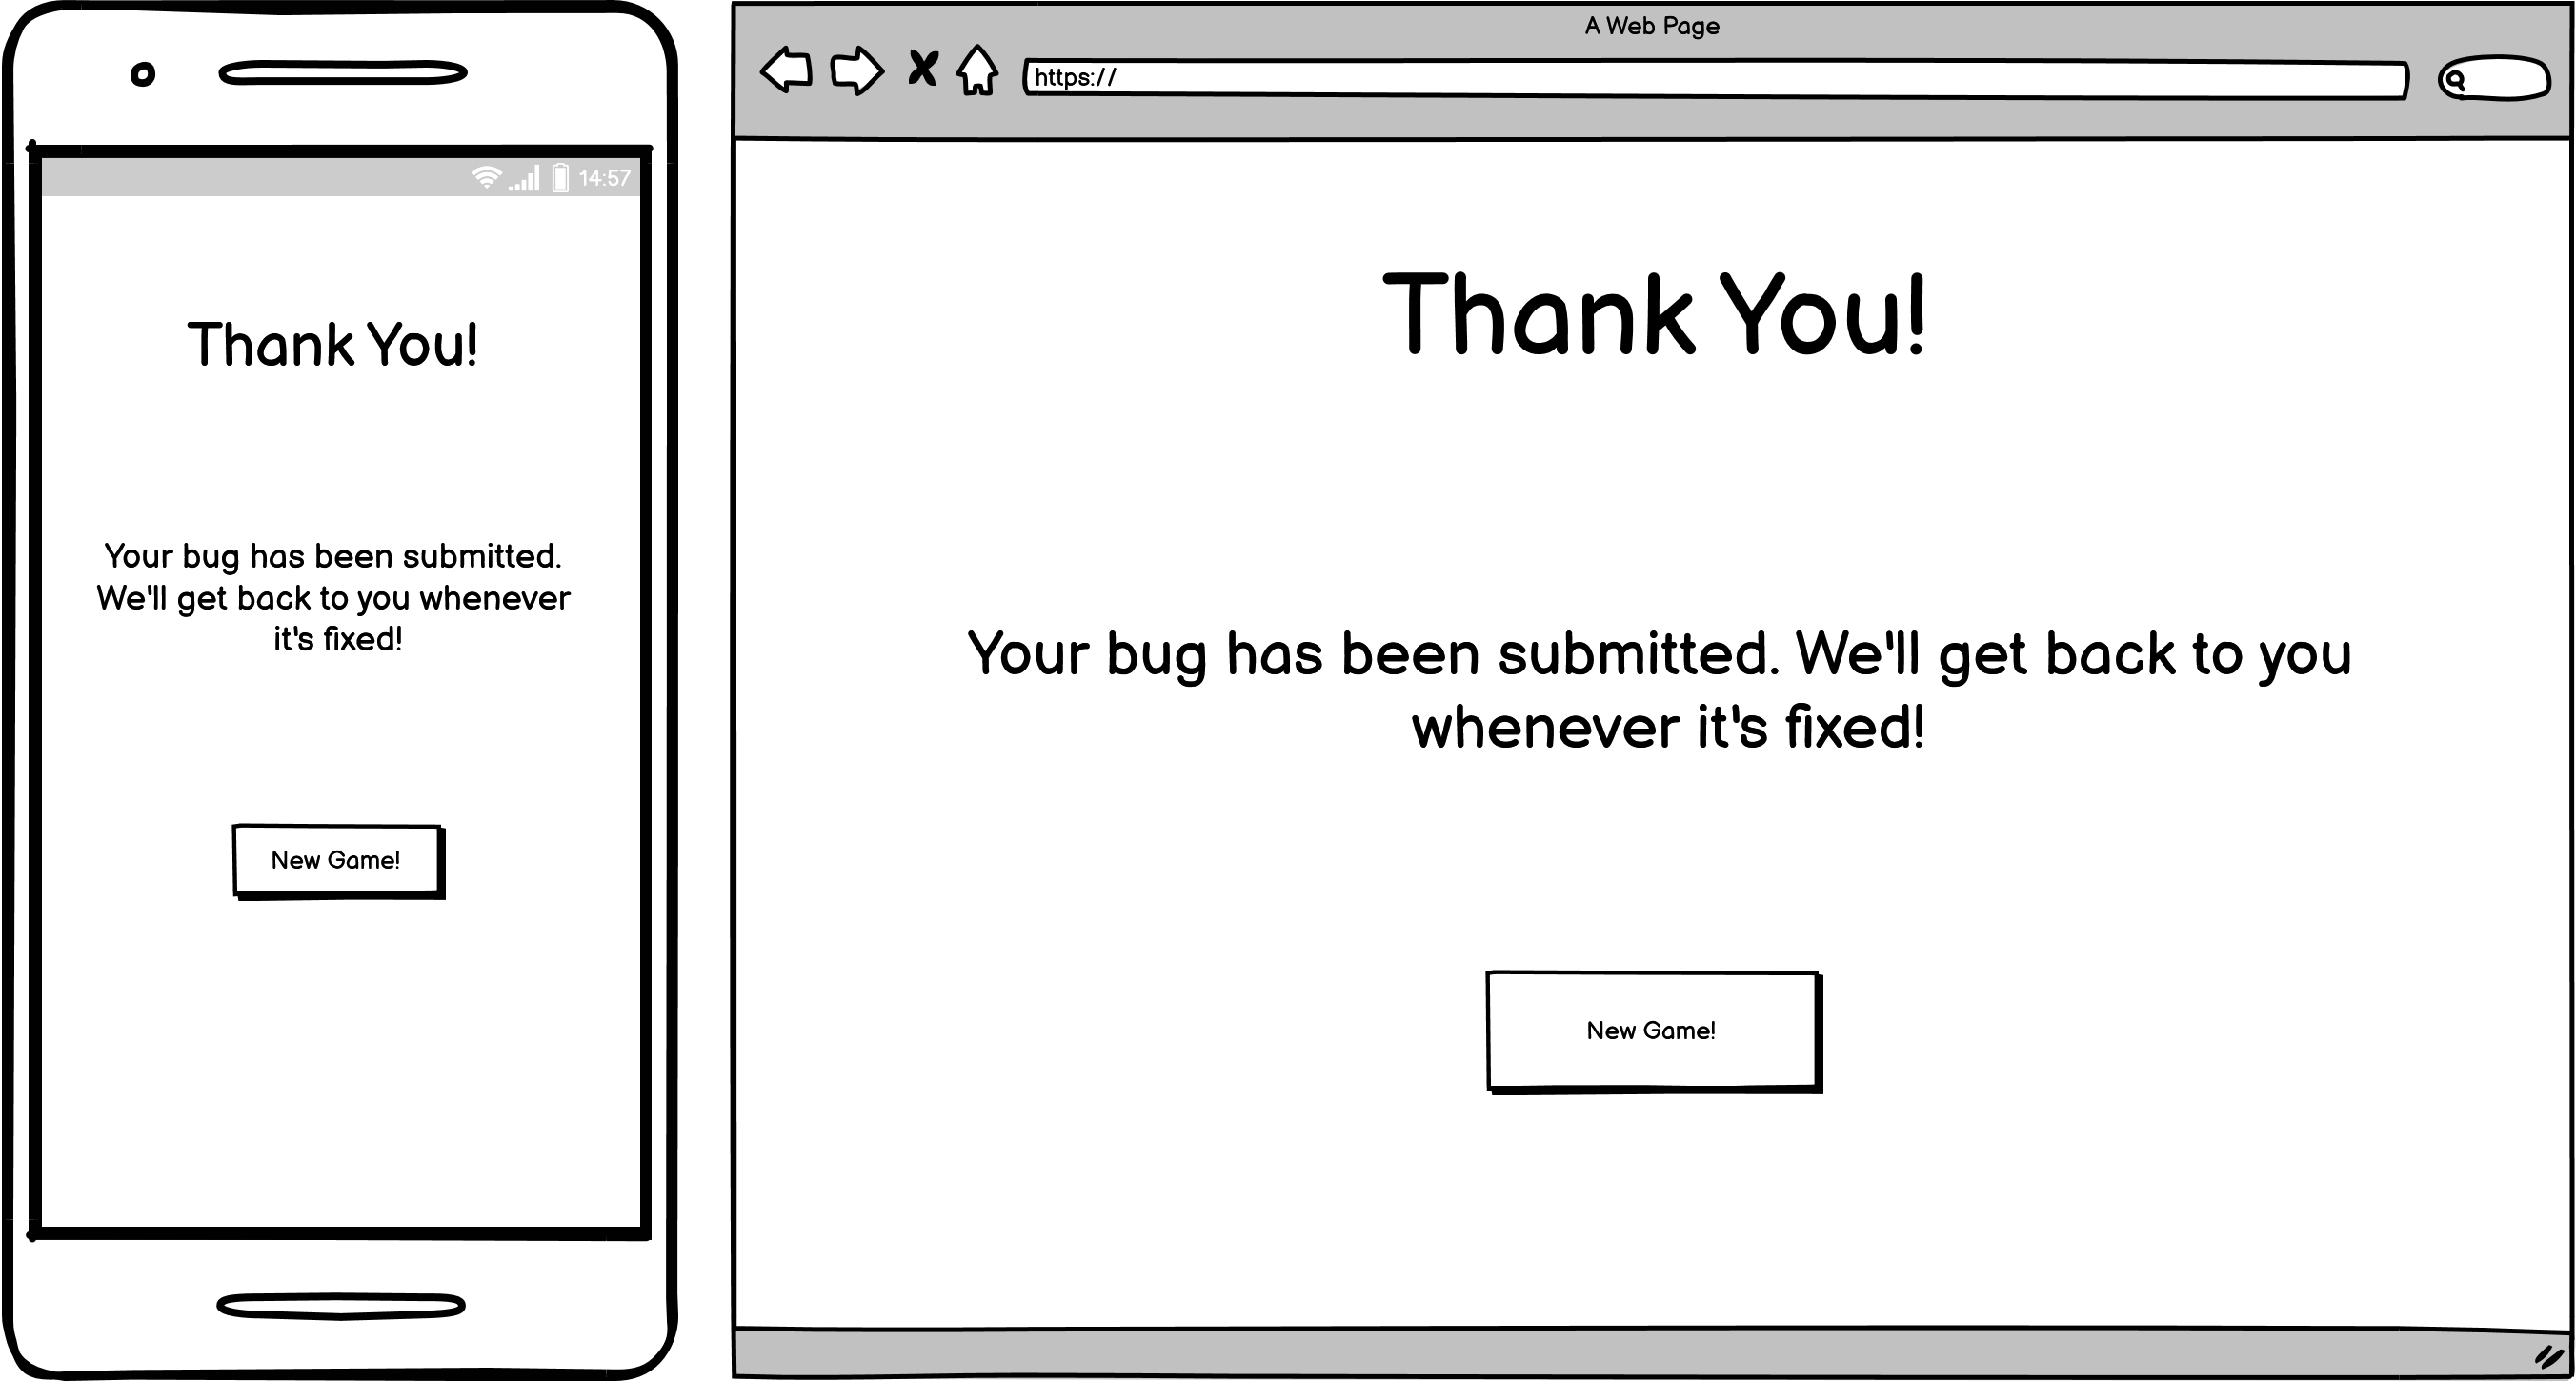 14:57
Thank You!
Your bug has been submitted.
We'll get back to you whenever
it's fixed!
New Game!
A Web Page
https://
Thank You!
Your bug has been submitted. We'll get back to you
whenever it's fixed!
New Game!